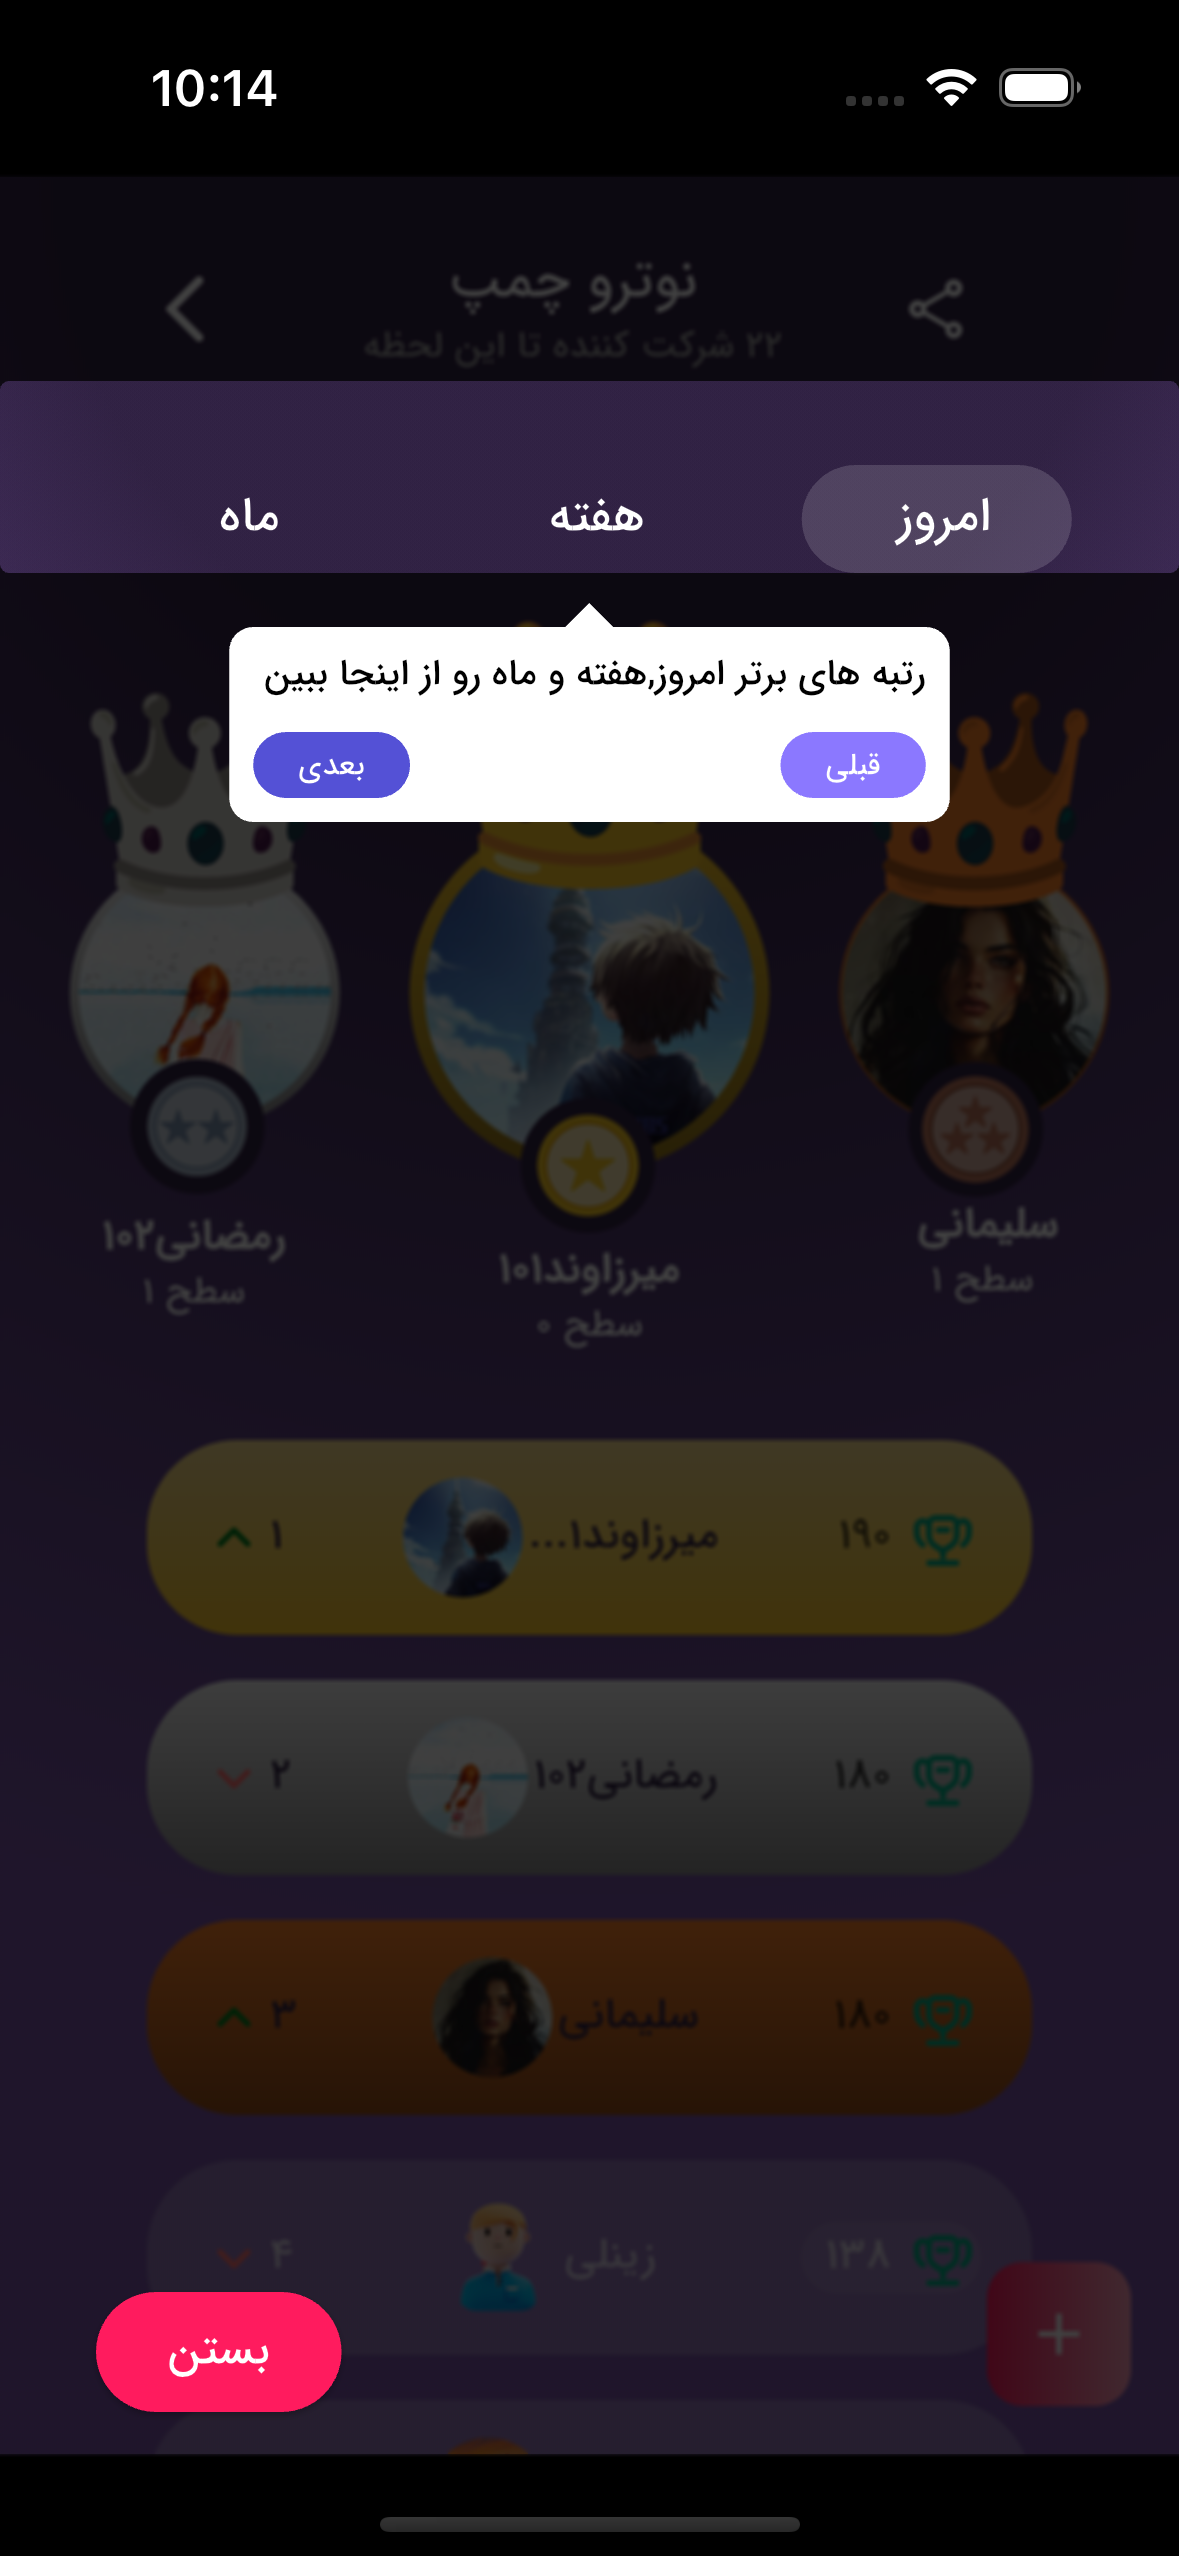 10:14
نوترو چمپ
۲۲ شرکت کننده تا این لحظه
امروز هفته ماه
رتبه های برتر امروز,هفته و ماه رو از اینجا ببین
قبلی بعدی
سلیمانی
سطح ۱
میرزاوند۱۰۱
سطح ۰
رمضانی۱۰۲
سطح ۱
۱۹۰ میرزاوند۱... ۱
۱۸۰ رمضانی۱۰۲ ۲
۱۸۰ سلیمانی ۳
۱۳۸ زینلی ۴
بستن